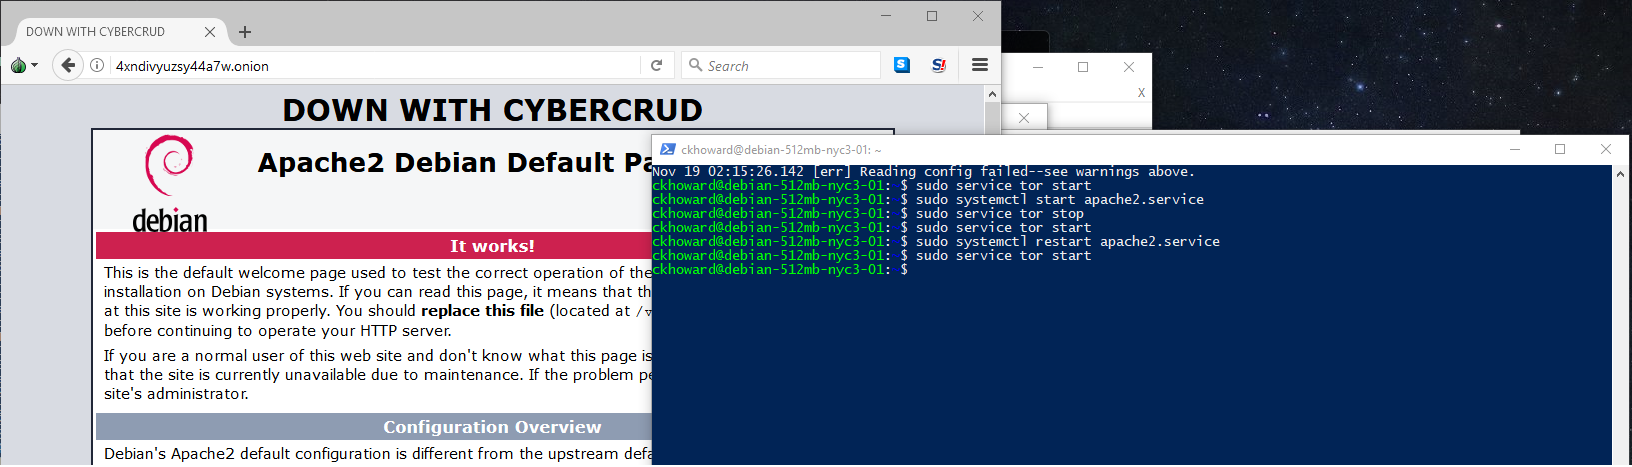 DOWN WITH CYBERCRUD
4xndivyuzsy44a7w.onion
Search
DOWN WITH CYBERCRUD
debian
Apache2 Debian Default Pa
It works!
This is the default welcome page used to test the correct operation of the
installation on Debian systems. If you can read this page, it means that th
at this site is working properly. You should replace this file (located at /v
before continuing to operate your HTTP server.
If you are a normal user of this web site and don't know what this page is
that the site is currently unavailable due to maintenance. If the problem pe
site's administrator.
Configuration Overview
Debian's Apache2 default configuration is different from the upstream defa
X
ckhoward@debian-512mb-nyc3-01: ~
Nov 19 02:15:26.142 [err] Reading config failed--see warnings above.
ckhoward@debian-512mb-nyc3-01:~$ sudo service tor start
ckhoward@debian-512mb-nyc3-01:~$ sudo systemctl start apache2.service
ckhoward@debian-512mb-nyc3-01:~$ sudo service tor stop
ckhoward@debian-512mb-nyc3-01:~$ sudo service tor start
ckhoward@debian-512mb-nyc3-01:~$ sudo systemctl restart apache2.service
ckhoward@debian-512mb-nyc3-01:~$ sudo service tor start
ckhoward@debian-512mb-nyc3-01:~$